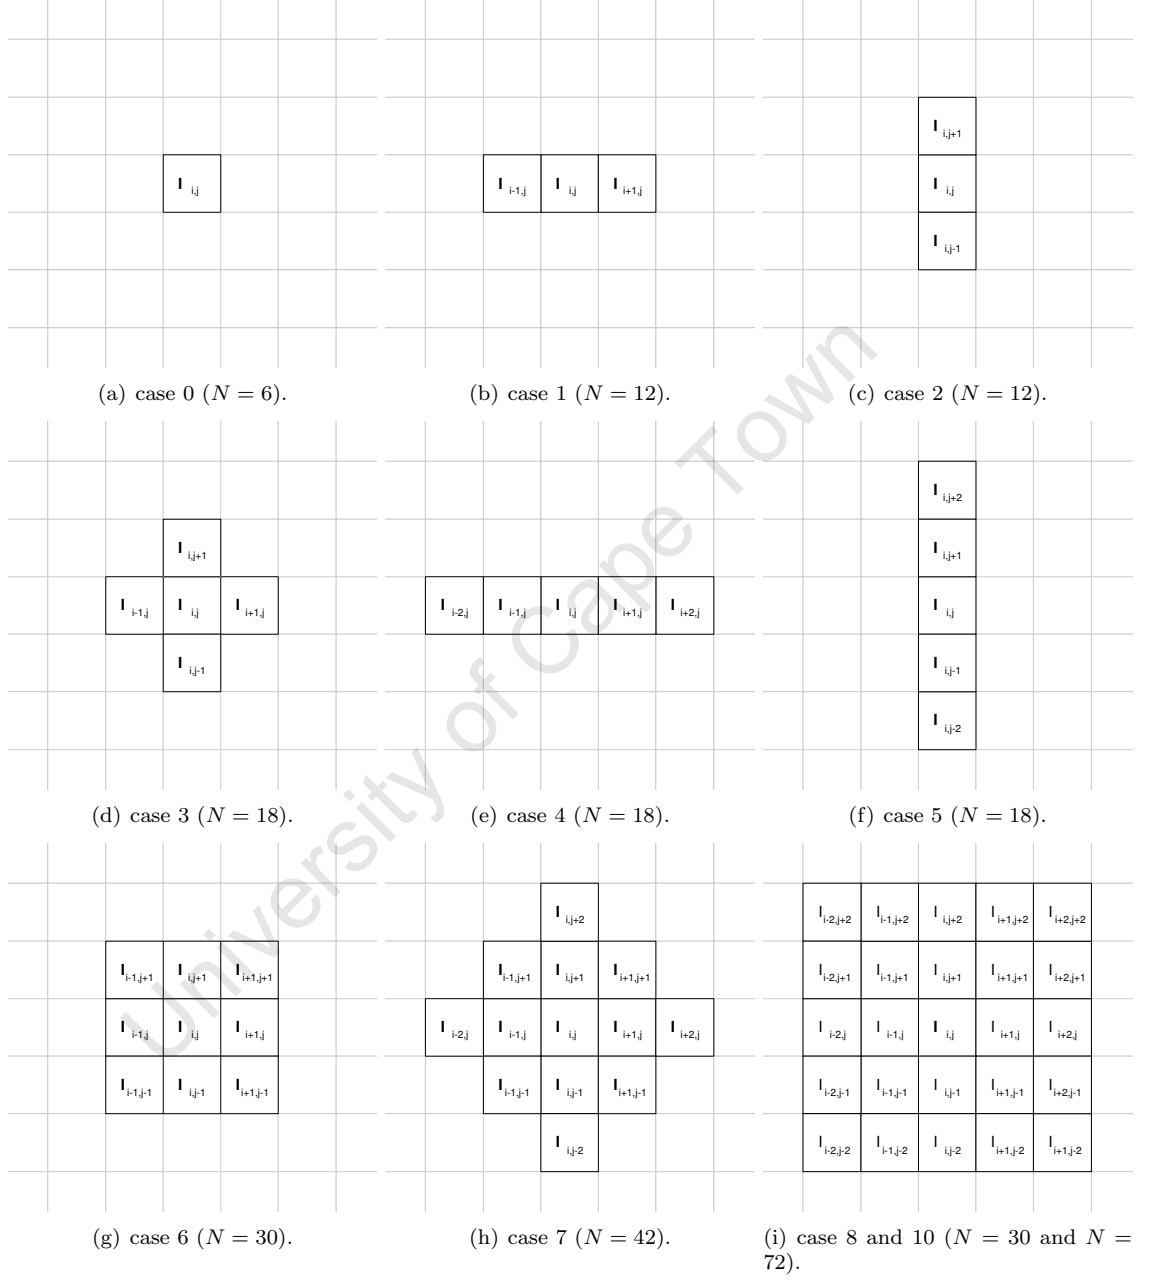 I i,j
I i-1,j I i,j I i+1,j
I i,j+1
I i,j
I i,j-1
(a) case 0 (N = 6).
(b) case 1 (N = 12).
(c) case 2 (N = 12).
I i,j+1
I i-1,j I i,j I i+1,j
I i,j-1
I i-2,j I i-1,j I i,j I i+1,j I i+2,j
I i,j+2
I i,j+1
I i,j
I i,j-1
I i,j-2
(d) case 3 (N = 18).
(e) case 4 (N = 18).
(f) case 5 (N = 18).
I i-1,j+1 I i,j+1 I i+1,j+1
I i-1,j I i,j I i+1,j
I i-1,j-1 I i,j-1 I i+1,j-1
I i,j+2
I i-1,j+1 I i,j+1 I i+1,j+1
I i-2,j I i-1,j I i,j I i+1,j I i+2,j
I i-1,j-1 I i,j-1 I i+1,j-1
I i,j-2
I i-2,j+2 I i-1,j+2 I i,j+2 I i+1,j+2 I i+2,j+2
I i-2,j+1 I i-1,j+1 I i,j+1 I i+1,j+1 I i+2,j+1
I i-2,j I i-1,j I i,j I i+1,j I i+2,j
I i-2,j-1 I i-1,j-1 I i,j-1 I i+1,j-1 I i+2,j-1
I i-2,j-2 I i-1,j-2 I i,j-2 I i+1,j-2 I i+1,j-2
(g) case 6 (N = 30).
(h) case 7 (N = 42).
(i) case 8 and 10 (N = 30 and N =
72).
University of Cape Town